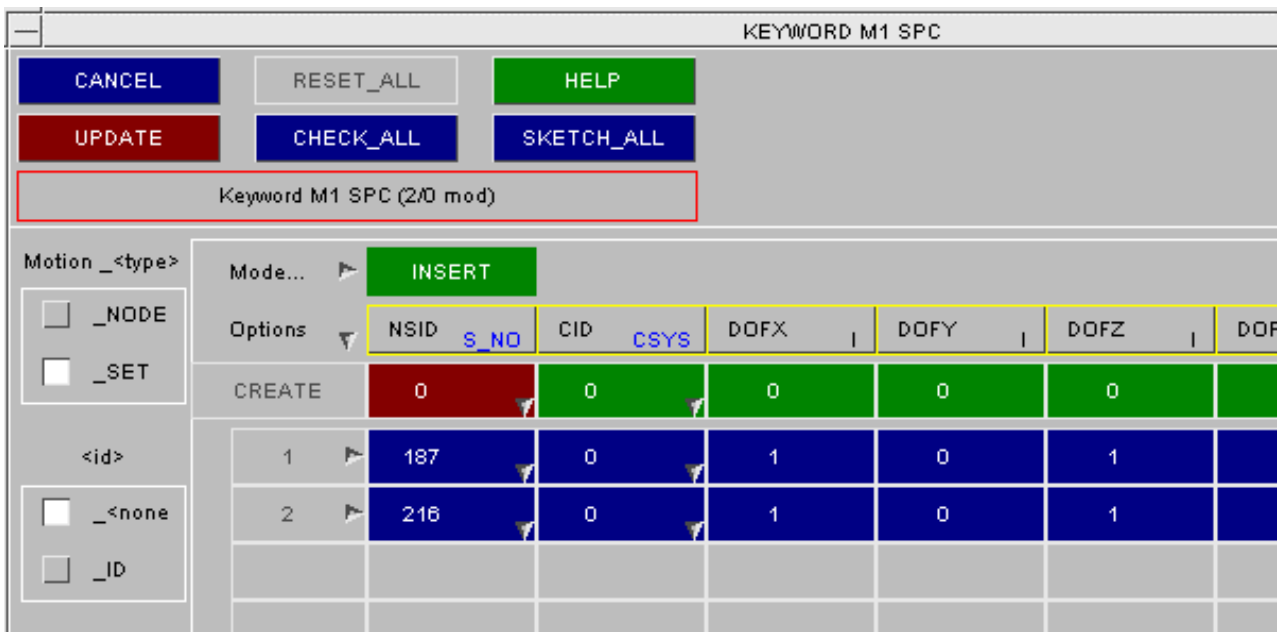 KEYWORD M1 SPC
CANCEL RESET_ALL HELP
UPDATE CHECK_ALL SKETCH_ALL
Keyword M1 SPC (2/0 mod)
Motion _<type> Mode... INSERT
_NODE Options NSID S_NO CID CSYS DOFX I DOFY I DOFZ I DOF
_SET CREATE 0 0 0 0 0
<id> 1 187 0 1 0 1
_<none 2 216 0 1 0 1
_ID